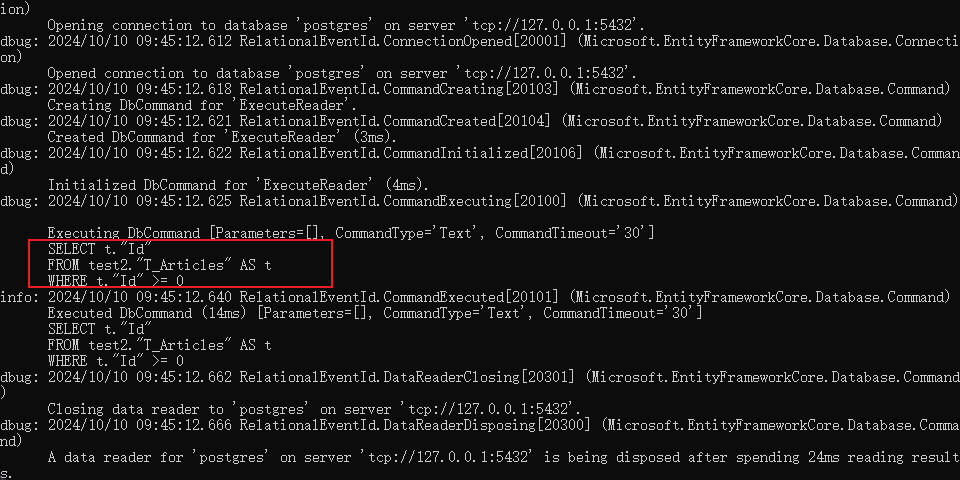 ion)
Opening connection to database 'postgres' on server 'tcp://127.0.0.1:5432'.
dbug: 2024/10/10 09:45:12.612 RelationalEventId.ConnectionOpened[20001] (Microsoft.EntityFrameworkCore.Database.Connecti
on)
Opened connection to database 'postgres' on server 'tcp://127.0.0.1:5432'.
dbug: 2024/10/10 09:45:12.618 RelationalEventId.CommandCreating[20103] (Microsoft.EntityFrameworkCore.Database.Command)
Creating DbCommand for 'ExecuteReader'.
dbug: 2024/10/10 09:45:12.621 RelationalEventId.CommandCreated[20104] (Microsoft.EntityFrameworkCore.Database.Command)
Created DbCommand for 'ExecuteReader' (3ms).
dbug: 2024/10/10 09:45:12.622 RelationalEventId.CommandInitialized[20106] (Microsoft.EntityFrameworkCore.Database.Comman
d)
Initialized DbCommand for 'ExecuteReader' (4ms).
dbug: 2024/10/10 09:45:12.625 RelationalEventId.CommandExecuting[20100] (Microsoft.EntityFrameworkCore.Database.Command)
Executing DbCommand [Parameters=[], CommandType='Text', CommandTimeout='30']
SELECT t."Id"
FROM test2."T_Articles" AS t
WHERE t."Id" >= 0
info: 2024/10/10 09:45:12.640 RelationalEventId.CommandExecuted[20101] (Microsoft.EntityFrameworkCore.Database.Command)
Executed DbCommand (14ms) [Parameters=[], CommandType='Text', CommandTimeout='30']
SELECT t."Id"
FROM test2."T_Articles" AS t
WHERE t."Id" >= 0
dbug: 2024/10/10 09:45:12.662 RelationalEventId.DataReaderClosing[20301] (Microsoft.EntityFrameworkCore.Database.Command
)
Closing data reader to 'postgres' on server 'tcp://127.0.0.1:5432'.
dbug: 2024/10/10 09:45:12.666 RelationalEventId.DataReaderDisposing[20300] (Microsoft.EntityFrameworkCore.Database.Comma
nd)
A data reader for 'postgres' on server 'tcp://127.0.0.1:5432' is being disposed after spending 24ms reading result
s.